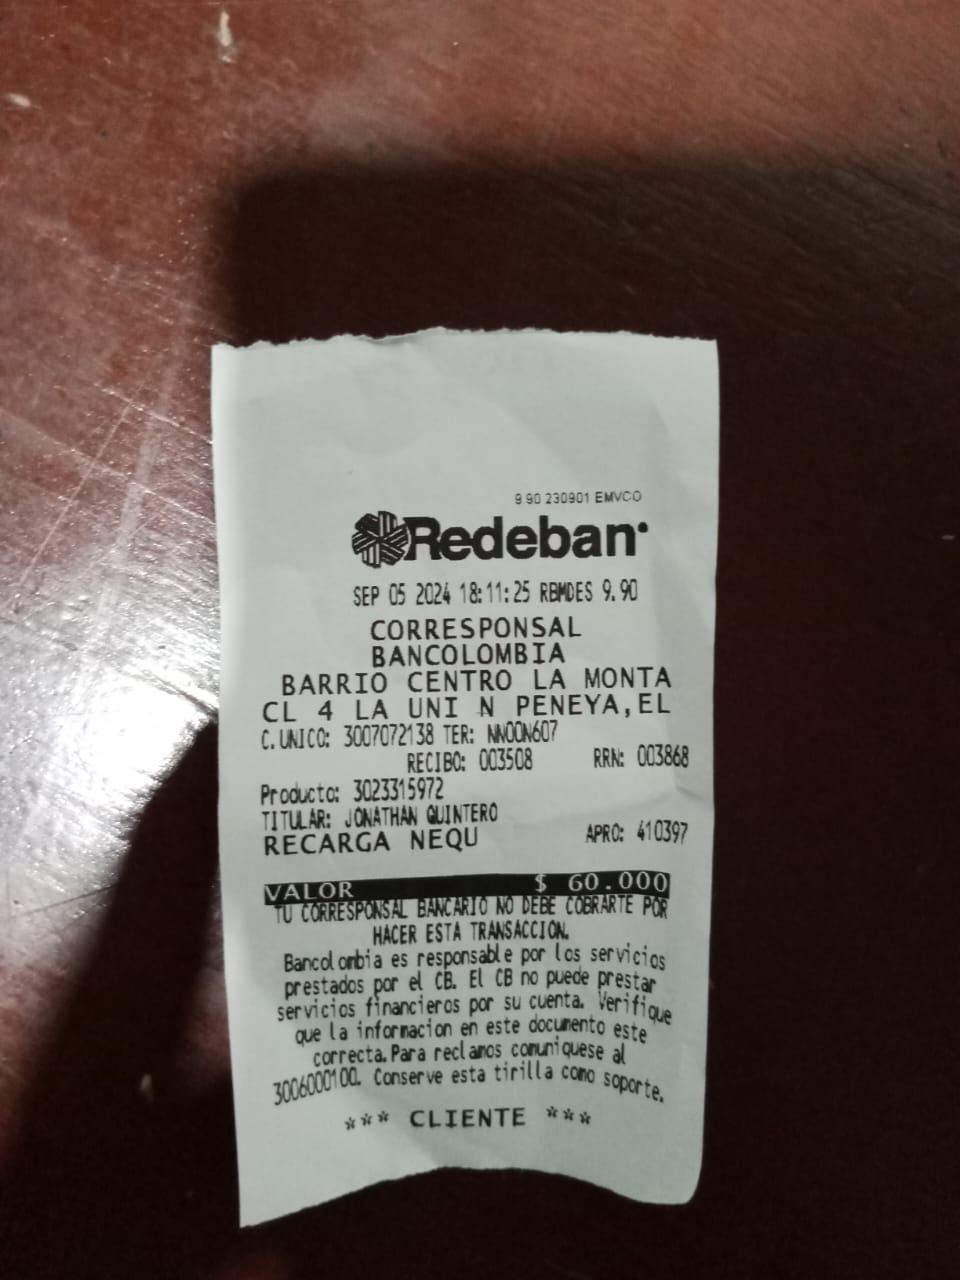 9.90 230901 EMVCO
Redeban
SEP 05 2024 18:11:25 RBMDES 9.90
CORRESPONSAL
BANCOLOMBIA
BARRIO CENTRO LA MONTA
CL 4 LA UNI N PENEYA,EL
C.UNICO: 3007072138 TER: NNOON607
RECIBO: 003508 RRN: 003868
Producto: 3023315972
TITULAR: JONATHAN QUINTERO
RECARGA NEQU APRO: 410397
VALOR $ 60.000
TU CORRESPONSAL BANCARIO NO DEBE COBRARTE POR
HACER ESTA TRANSACCION.
Bancolombia es responsable por los servicios
prestados por el CB. El CB no puede prestar
servicios financieros por su cuenta. Verifique
que la informacion en este documento este
correcta.Para reclamos comuniquese al
3006000100. Conserve esta tirilla como soporte.
*** CLIENTE ***